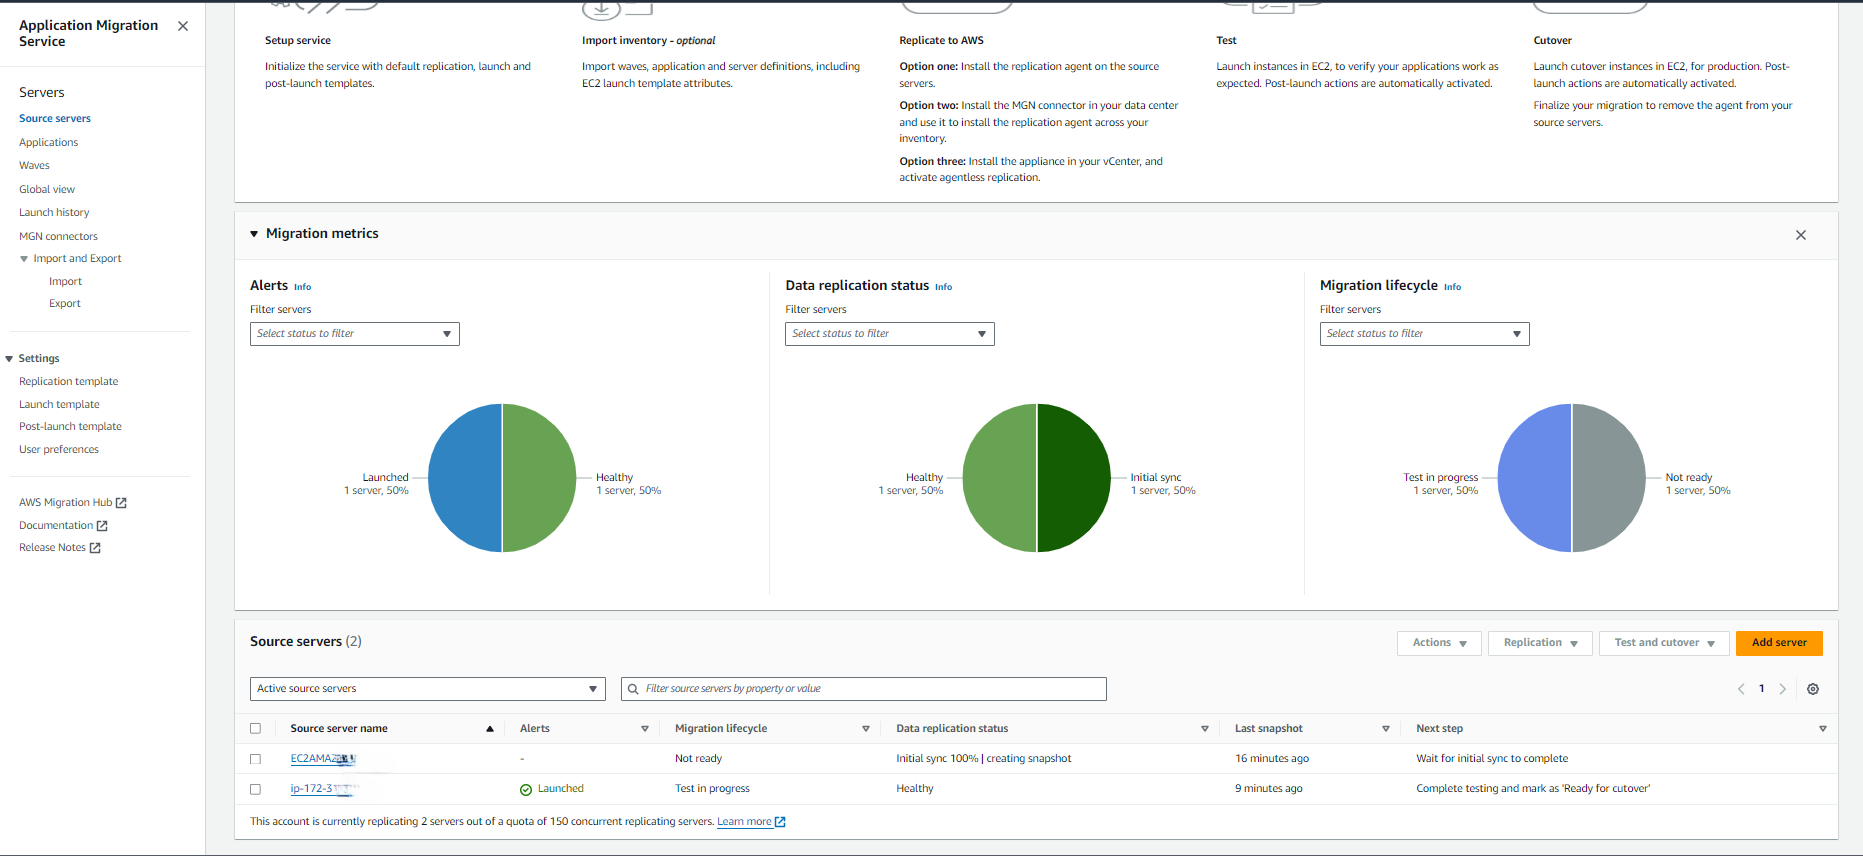 Application Migration
Service
Servers
Source servers
Applications
Waves
Global view
Launch history
MGN connectors
Import and Export
Import
Export
Settings
Replication template
Launch template
Post-launch template
User preferences
AWS Migration Hub
Documentation
Release Notes
Setup service
Initialize the service with default replication, launch and
post-launch templates.
Import inventory - optional
Import waves, application and server definitions, including
EC2 launch template attributes.
Replicate to AWS
Option one: Install the replication agent on the source
servers.
Option two: Install the MGN connector in your data center
and use it to install the replication agent across your
inventory.
Option three: Install the appliance in your vCenter, and
activate agentless replication.
Test
Launch instances in EC2, to verify your applications work as
expected. Post-launch actions are automatically activated.
Cutover
Launch cutover instances in EC2, for production. Post-
launch actions are automatically activated.
Finalize your migration to remove the agent from your
source servers.
Migration metrics
Alerts Info
Filter servers
Select status to filter
Launched
1 server, 50%
Healthy
1 server, 50%
Data replication status Info
Filter servers
Select status to filter
Healthy
1 server, 50%
Initial sync
1 server, 50%
Migration lifecycle Info
Filter servers
Select status to filter
Test in progress
1 server, 50%
Not ready
1 server, 50%
Source servers (2)
Actions Replication Test and cutover Add server
Active source servers Filter source servers by property or value 1
Source server name Alerts Migration lifecycle Data replication status Last snapshot Next step
- Not ready Initial sync 100% | creating snapshot 16 minutes ago Wait for initial sync to complete
Launched Test in progress Healthy 9 minutes ago Complete testing and mark as 'Ready for cutover'
This account is currently replicating 2 servers out of a quota of 150 concurrent replicating servers. Learn more